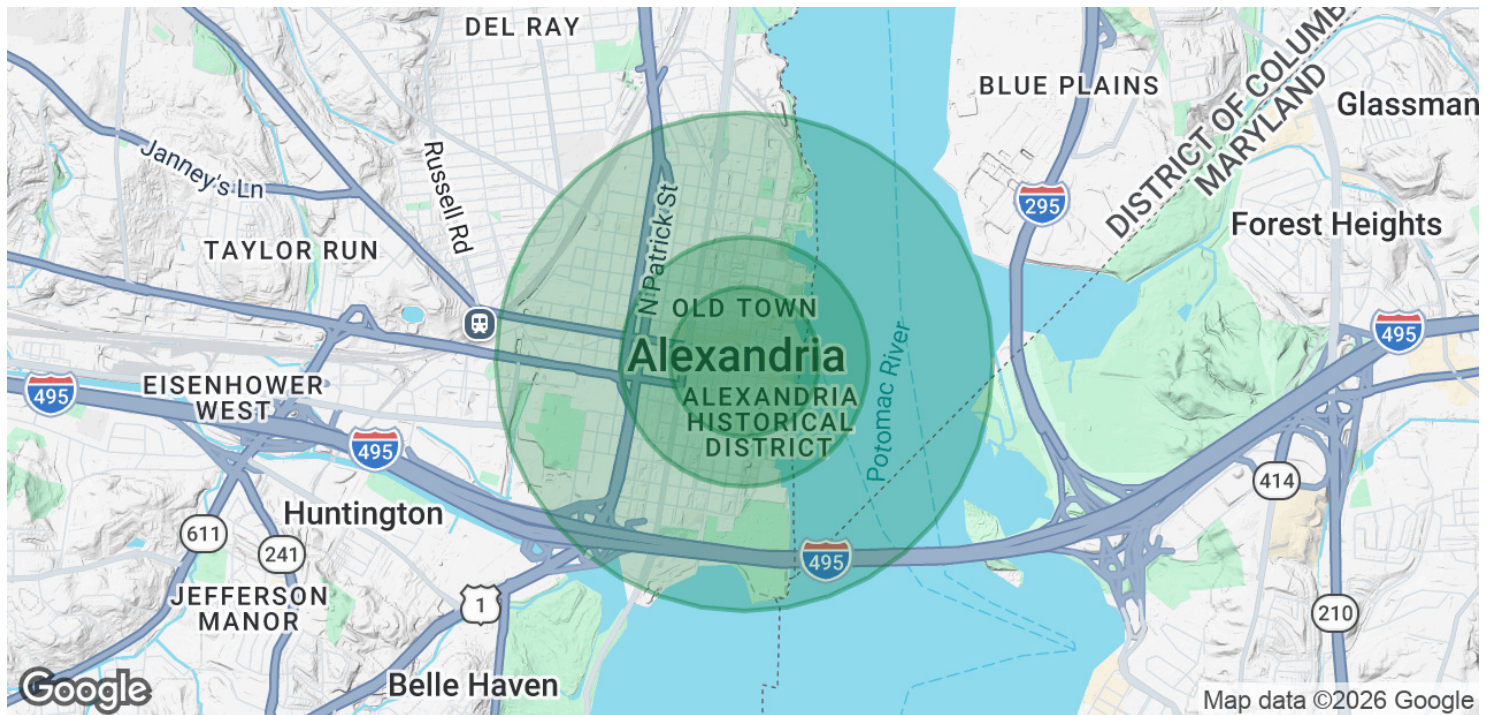 DEL RAY
BLUE PLAINS
DISTRICT OF COLUMB
MARYLAND
Glassman
Janney's Ln
Russell Rd
N Patrick St
295
Forest Heights
TAYLOR RUN
OLD TOWN
Alexandria
495
Potomac River
EISENHOWER
WEST
495
ALEXANDRIA
HISTORICAL
DISTRICT
495
414
Huntington
611
241
495
JEFFERSON
MANOR
1
210
Belle Haven
Google
Map data ©2026 Google